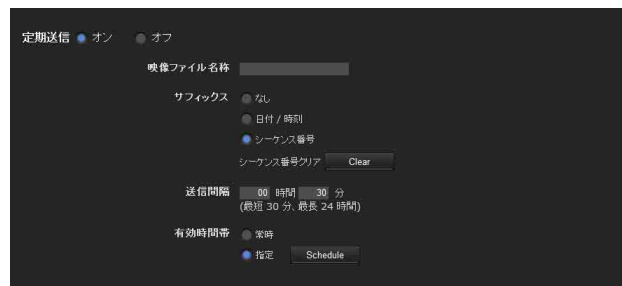 定期送信 オン オフ
映像ファイル名称
サフィックス なし
日付 / 時刻
シーケンス番号
シーケンス番号クリア Clear
送信間隔 00 時間 30 分
(最短 30 分、最長 24 時間)
有効時間帯 常時
指定 Schedule